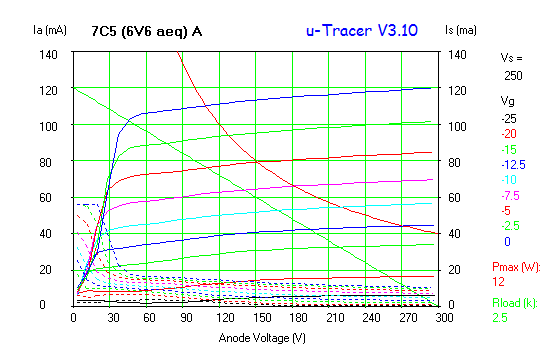 Ia (mA) 7C5 (6V6 aeq) A u-Tracer V3.10 Is (ma)
140 140
120 120
100 100
80 80
60 60
40 40
20 20
0 0
0 30 60 90 120 150 180 210 240 270 300
Anode Voltage (V)
Vs =
250
Vg
-25
-20
-15
-12.5
-10
-7.5
-5
-2.5
0
Pmax (W):
12
Rload (k):
2.5